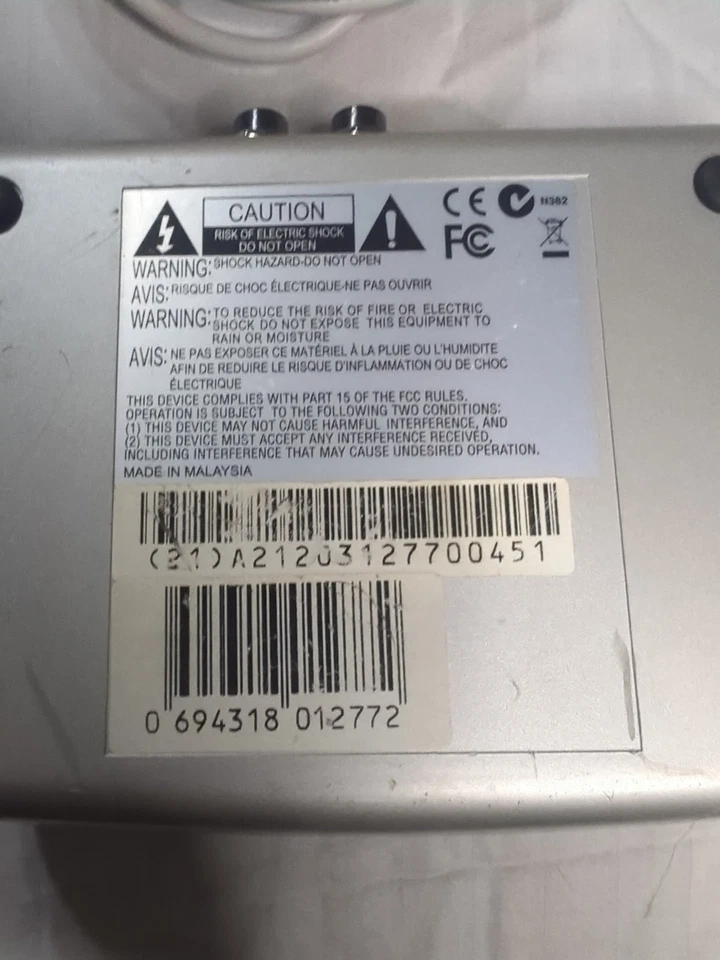 CAUTION
RISK OF ELECTRIC SHOCK
DO NOT OPEN
CE
N382
FC
WARNING: SHOCK HAZARD-DO NOT OPEN
AVIS: RISQUE DE CHOC ÉLECTRIQUE-NE PAS OUVRIR
WARNING: TO REDUCE THE RISK OF FIRE OR ELECTRIC
SHOCK DO NOT EXPOSE THIS EQUIPMENT TO
RAIN OR MOISTURE
AVIS: NE PAS EXPOSER CE MATÉRIEL À LA PLUIE OU L'HUMIDITE
AFIN DE REDUIRE LE RISQUE D'INFLAMMATION OU DE CHOC
ÉLECTRIQUE
THIS DEVICE COMPLIES WITH PART 15 OF THE FCC RULES.
OPERATION IS SUBJECT TO THE FOLLOWING TWO CONDITIONS:
(1) THIS DEVICE MAY NOT CAUSE HARMFUL INTERFERENCE, AND
(2) THIS DEVICE MUST ACCEPT ANY INTERFERENCE RECEIVED,
INCLUDING INTERFERENCE THAT MAY CAUSE UNDESIRED OPERATION.
MADE IN MALAYSIA
(21)A21203127700451
0 694318 012772